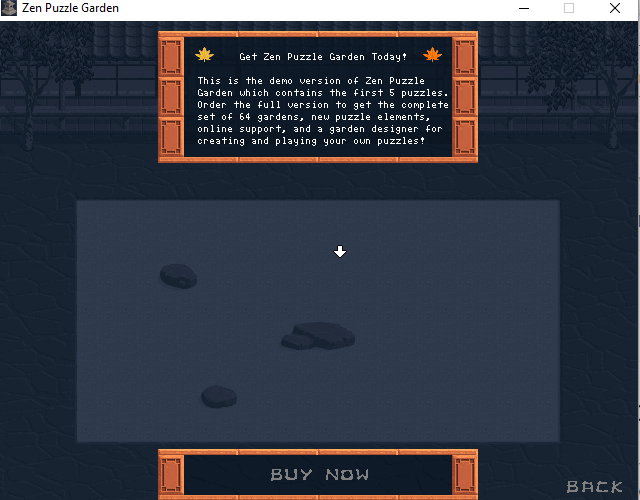 Zen Puzzle Garden
Get Zen Puzzle Garden Today!
This is the demo version of Zen Puzzle
Garden which contains the first 5 puzzles.
Order the full version to get the complete
set of 64 gardens, new puzzle elements,
online support, and a garden designer for
creating and playing your own puzzles!
BUY NOW
BACK